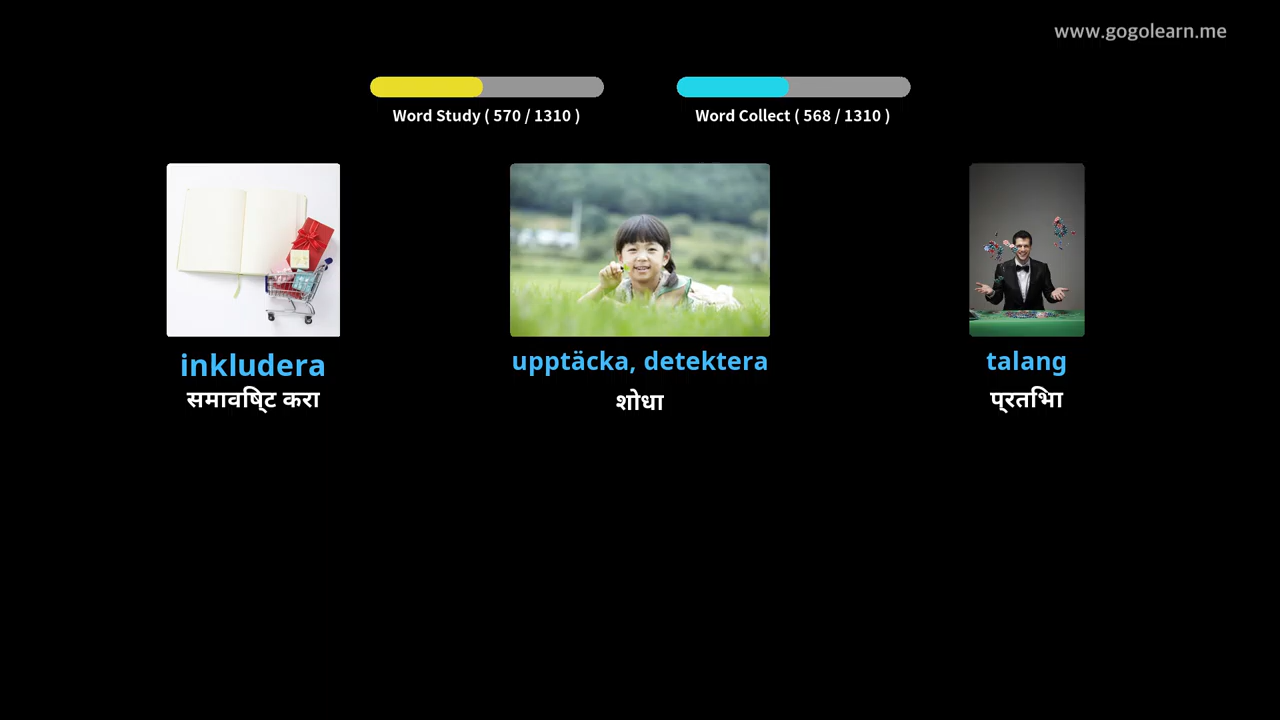 www.gogolearn.me
Word Study ( 570 / 1310 )
Word Collect ( 568 / 1310 )
inkludera
upptäcka, detektera
talang
समाविष्ट करा
शोधा
प्रतिभा